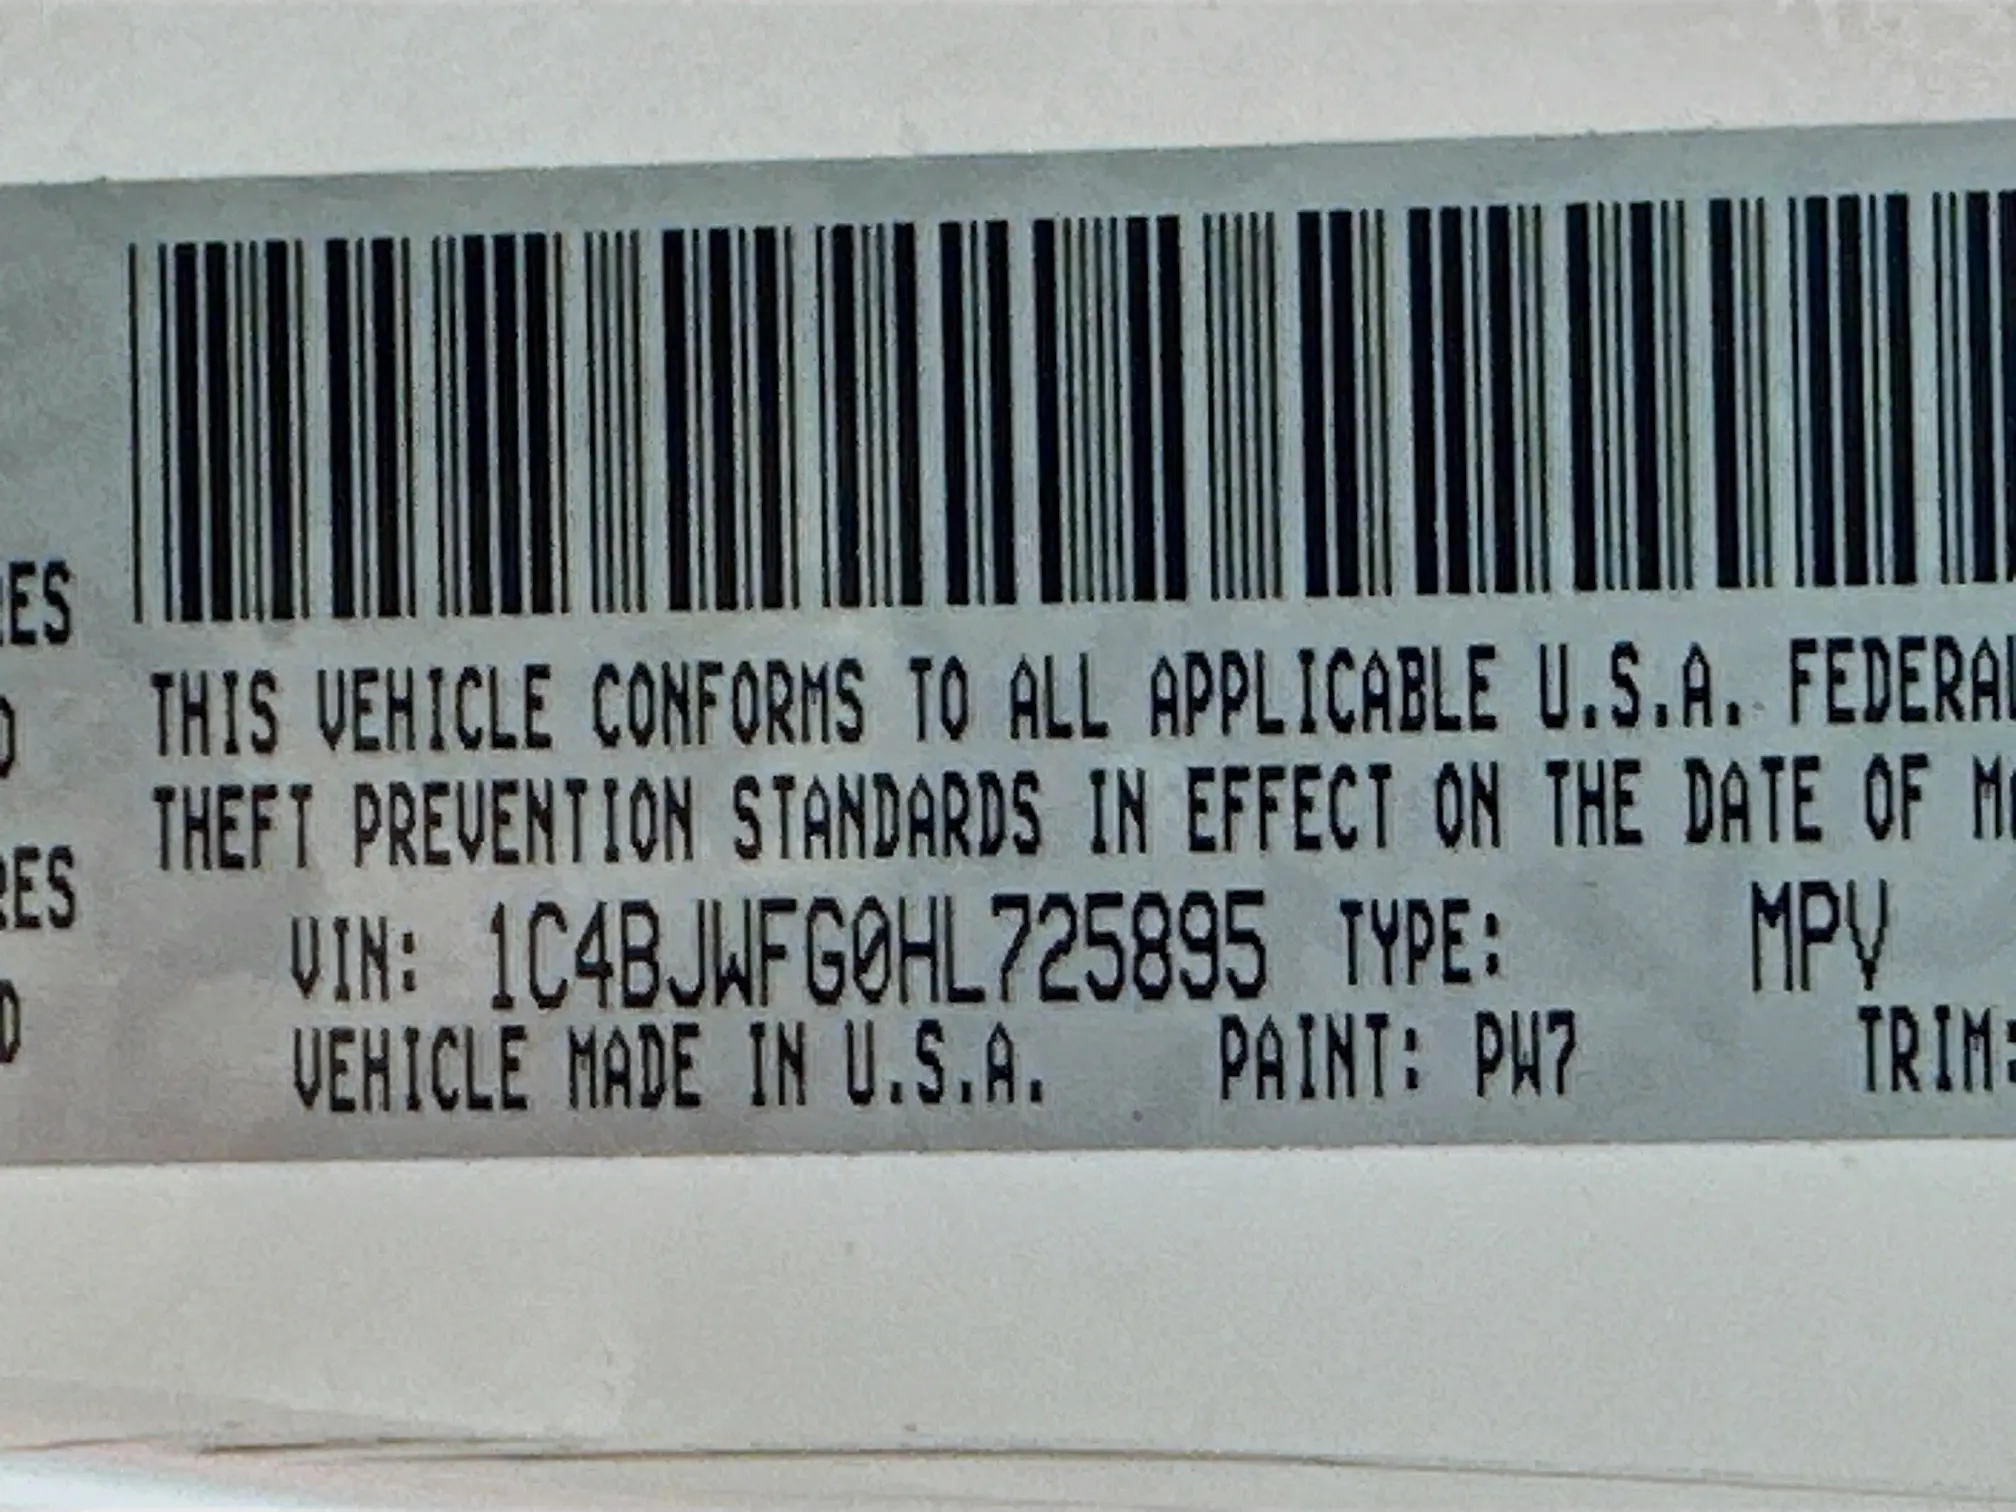 THIS VEHICLE CONFORMS TO ALL APPLICABLE U.S.A. FEDERAL
THEFT PREVENTION STANDARDS IN EFFECT ON THE DATE OF
VIN: 1C4BJWFG0HL725895 TYPE: MPV
VEHICLE MADE IN U.S.A. PAINT: PW7 TRIM: